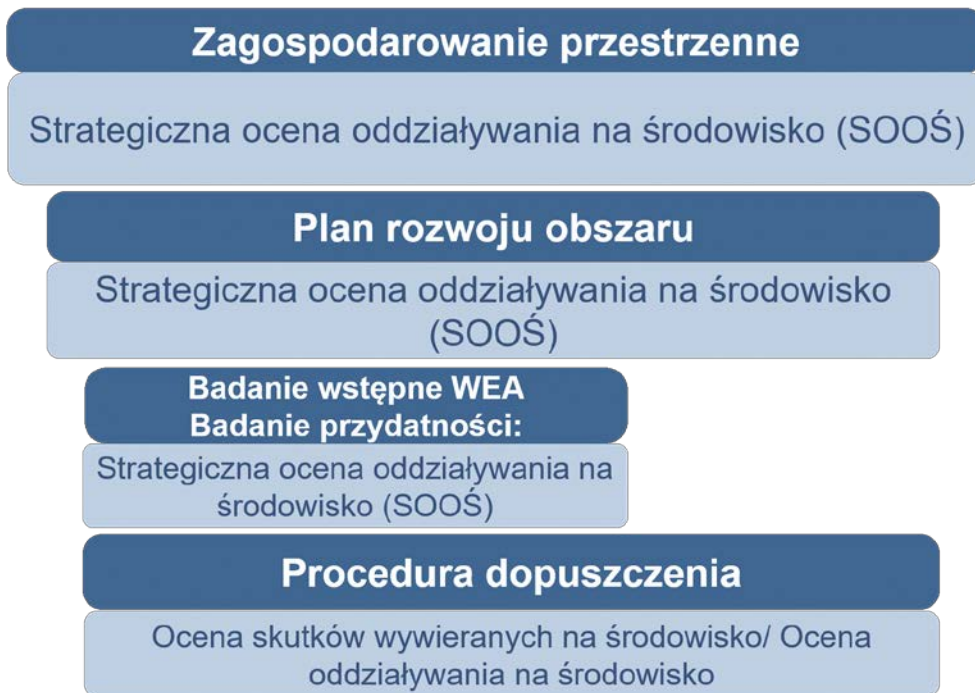 Zagospodarowanie przestrzenne
Strategiczna ocena oddziaływania na środowisko (SOOŚ)
Plan rozwoju obszaru
Strategiczna ocena oddziaływania na środowisko
(SOOŚ)
Badanie wstępne WEA
Badanie przydatności:
Strategiczna ocena oddziaływania na
środowisko (SOOŚ)
Procedura dopuszczenia
Ocena skutków wywieranych na środowisko/ Ocena
oddziaływania na środowisko